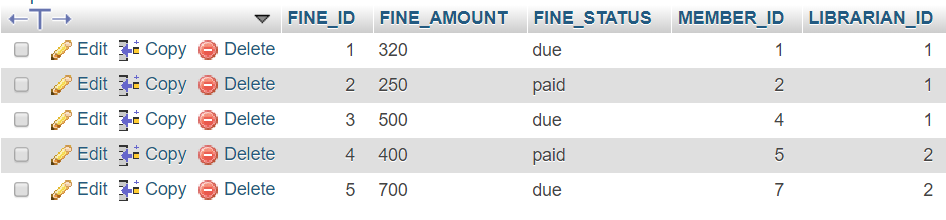 FINE_ID FINE_AMOUNT FINE_STATUS MEMBER_ID LIBRARIAN_ID
Edit Copy Delete 1 320 due 1 1
Edit Copy Delete 2 250 paid 2 1
Edit Copy Delete 3 500 due 4 1
Edit Copy Delete 4 400 paid 5 2
Edit Copy Delete 5 700 due 7 2